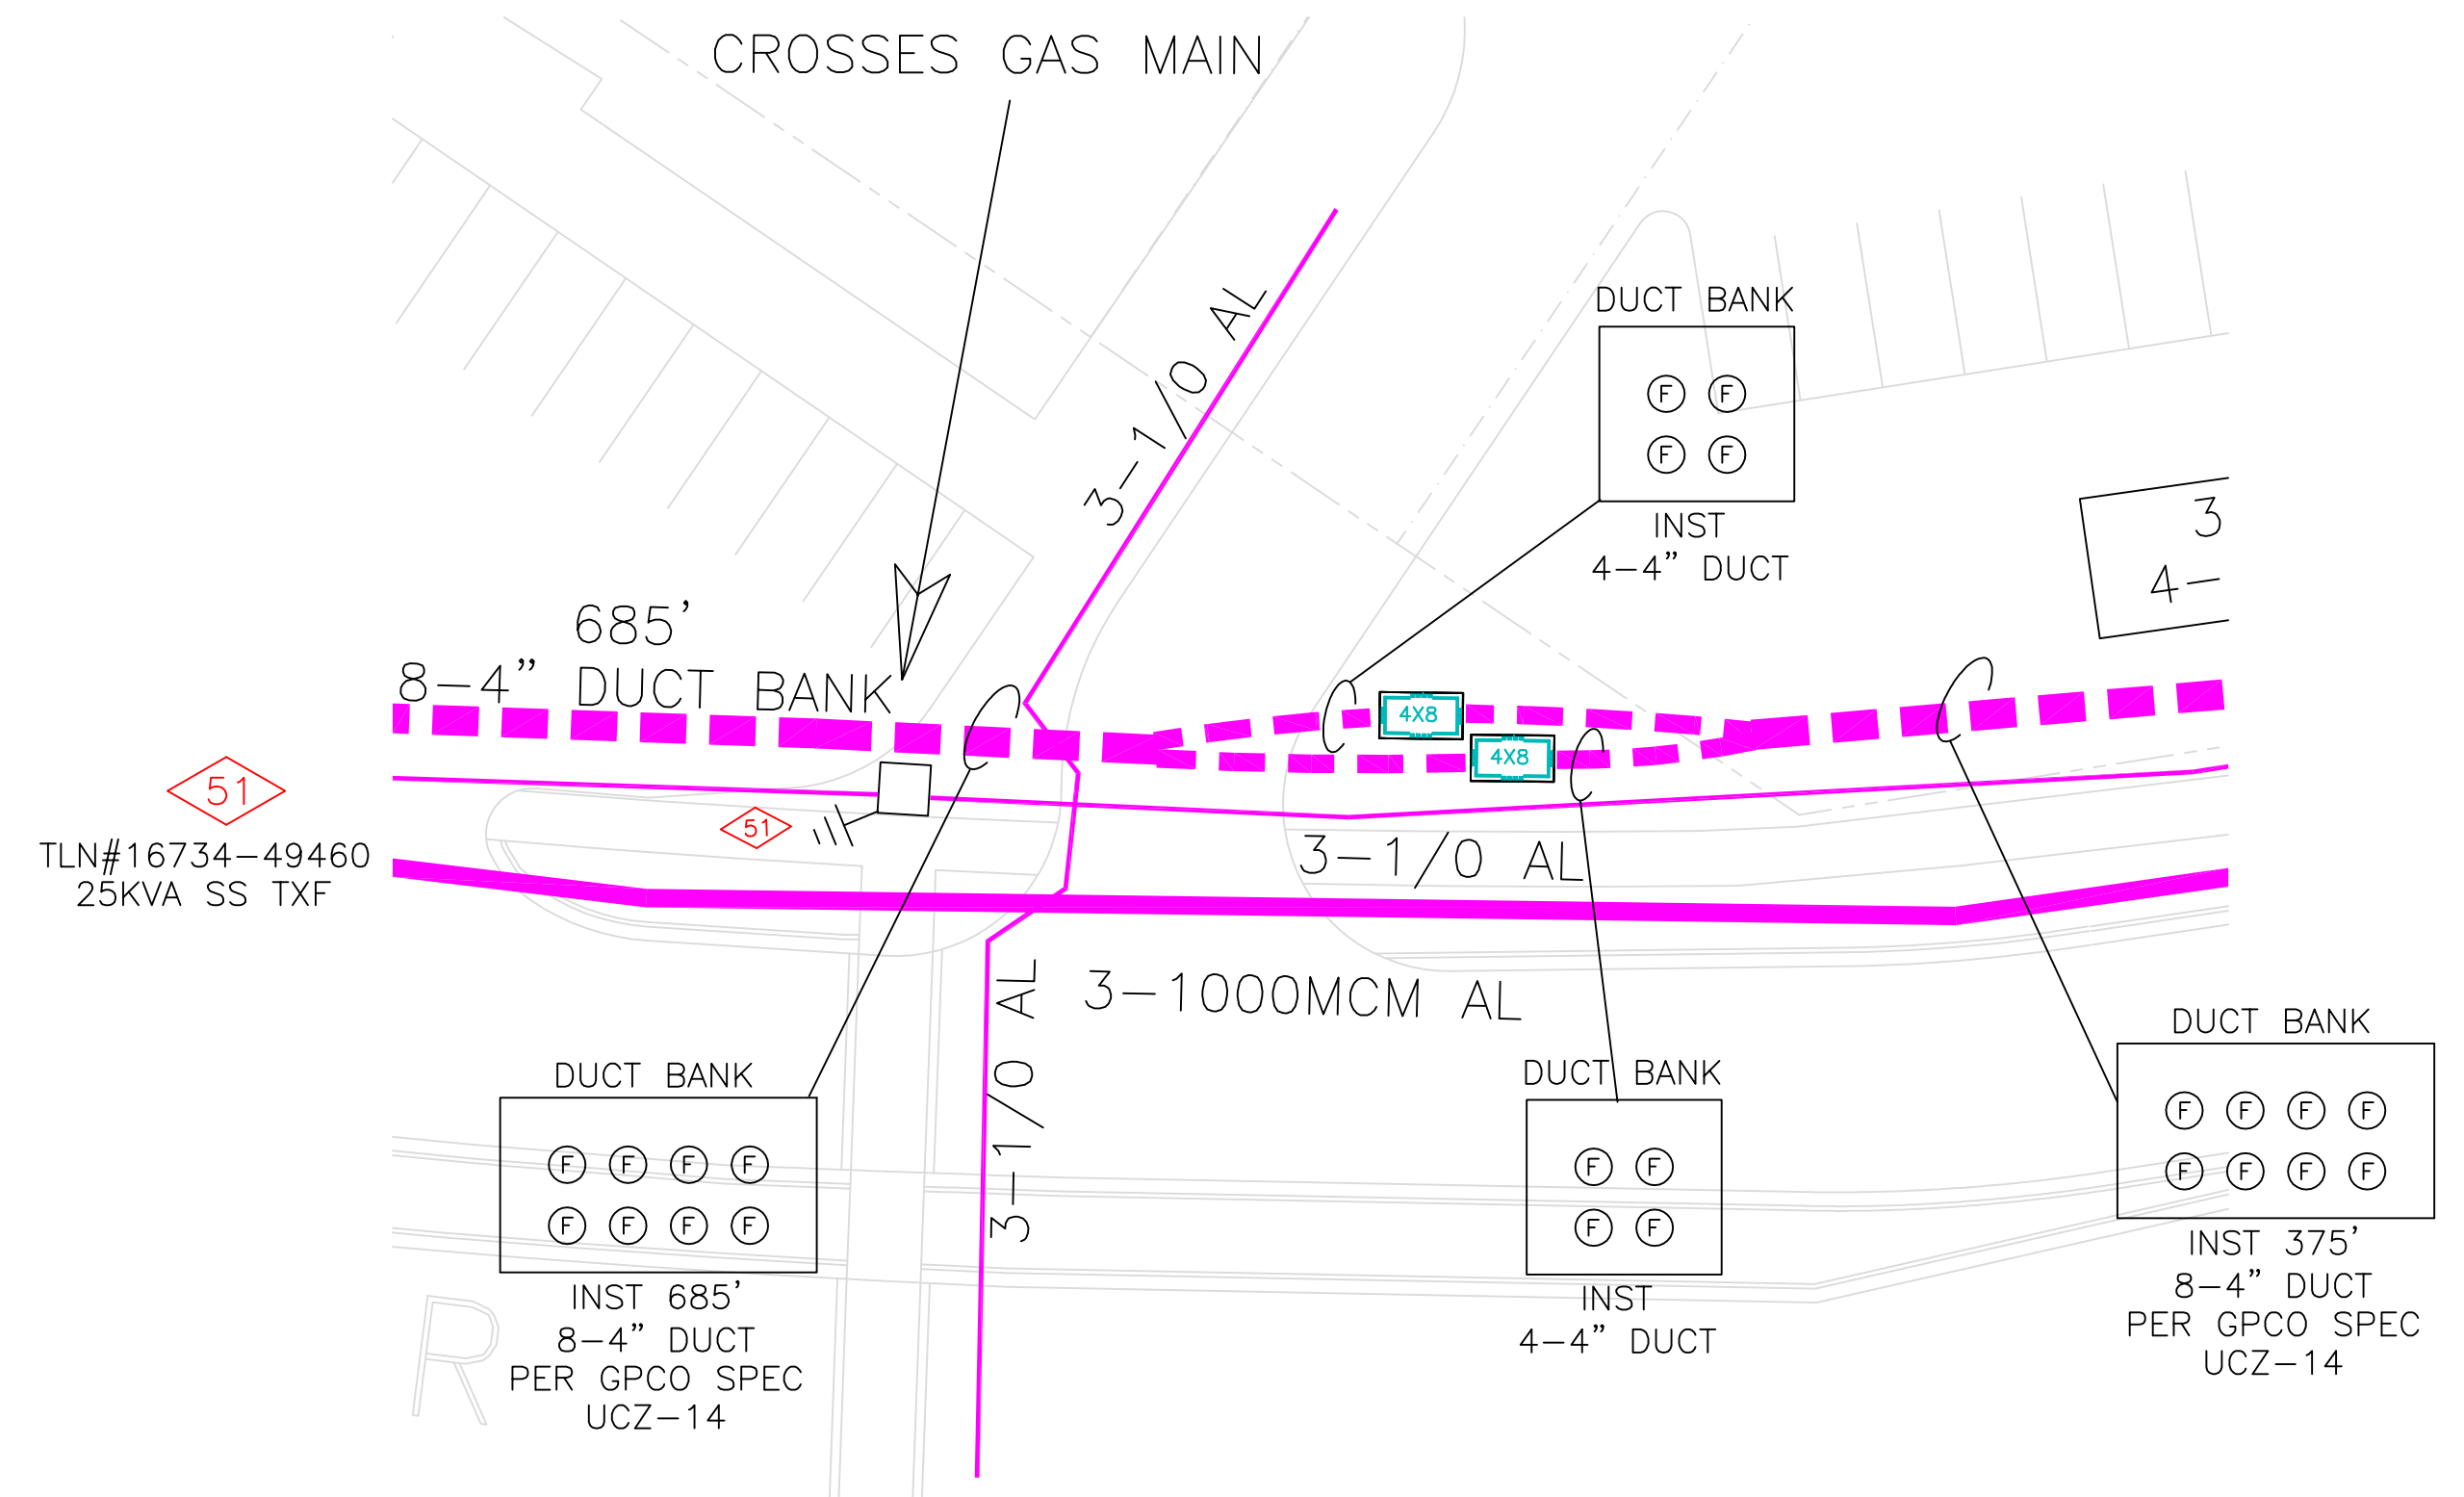 CROSSES GAS MAIN
3-1/0 AL
DUCT BANK
F F
F F
INST
4-4" DUCT
3
4-
685'
8-4" DUCT BANK
4X8
4X8
51
TLN#16734-49460
25KVA SS TXF
51
3-1/0 AL
3-1000MCM AL
3-1/0 AL
DUCT BANK
F F F F
F F F F
INST 685'
8-4" DUCT
PER GPCO SPEC
UCZ-14
DUCT BANK
F F
F F
INST
4-4" DUCT
DUCT BANK
F F F F
F F F F
INST 375'
8-4" DUCT
PER GPCO SPEC
UCZ-14
R